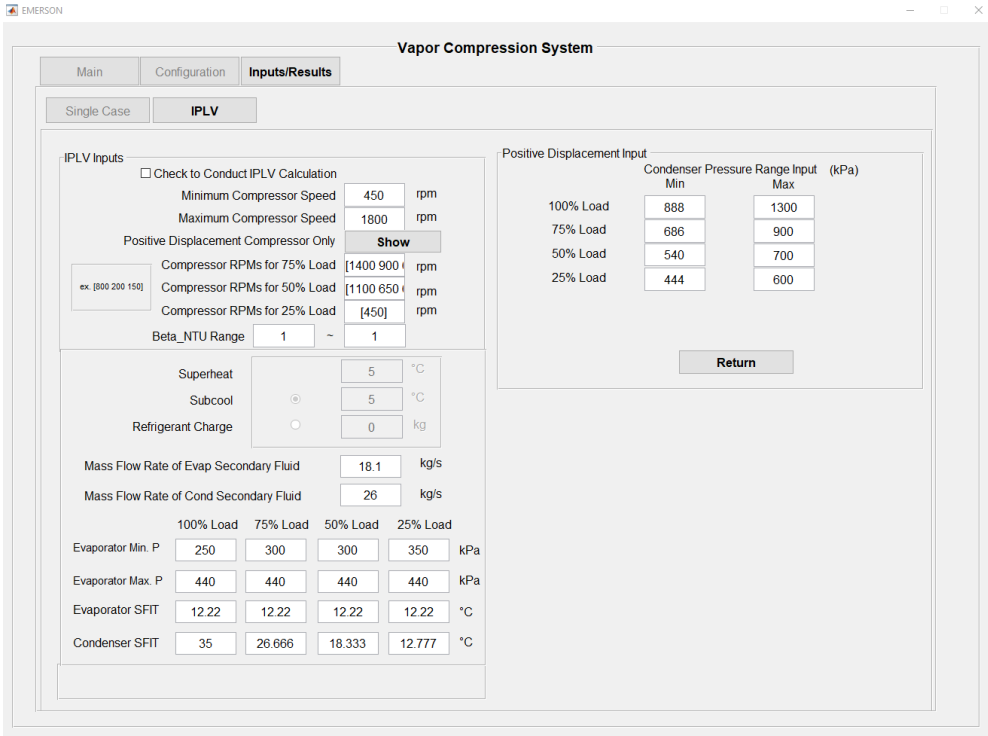 EMERSON
Vapor Compression System
Main Configuration Inputs/Results
Single Case IPLV
IPLV Inputs
Check to Conduct IPLV Calculation
Minimum Compressor Speed 450 rpm
Maximum Compressor Speed 1800 rpm
Positive Displacement Compressor Only Show
ex. [800 200 150]
Compressor RPMs for 75% Load [1400 900 rpm
Compressor RPMs for 50% Load [1100 650 rpm
Compressor RPMs for 25% Load [450] rpm
Beta_NTU Range 1 ~ 1
Superheat 5 °C
Subcool 5 °C
Refrigerant Charge 0 kg
Mass Flow Rate of Evap Secondary Fluid 18.1 kg/s
Mass Flow Rate of Cond Secondary Fluid 26 kg/s
100% Load 75% Load 50% Load 25% Load
Evaporator Min. P 250 300 300 350 kPa
Evaporator Max. P 440 440 440 440 kPa
Evaporator SFIT 12.22 12.22 12.22 12.22 °C
Condenser SFIT 35 26.666 18.333 12.777 °C
Positive Displacement Input
Condenser Pressure Range Input (kPa)
Min Max
100% Load 888 1300
75% Load 686 900
50% Load 540 700
25% Load 444 600
Return